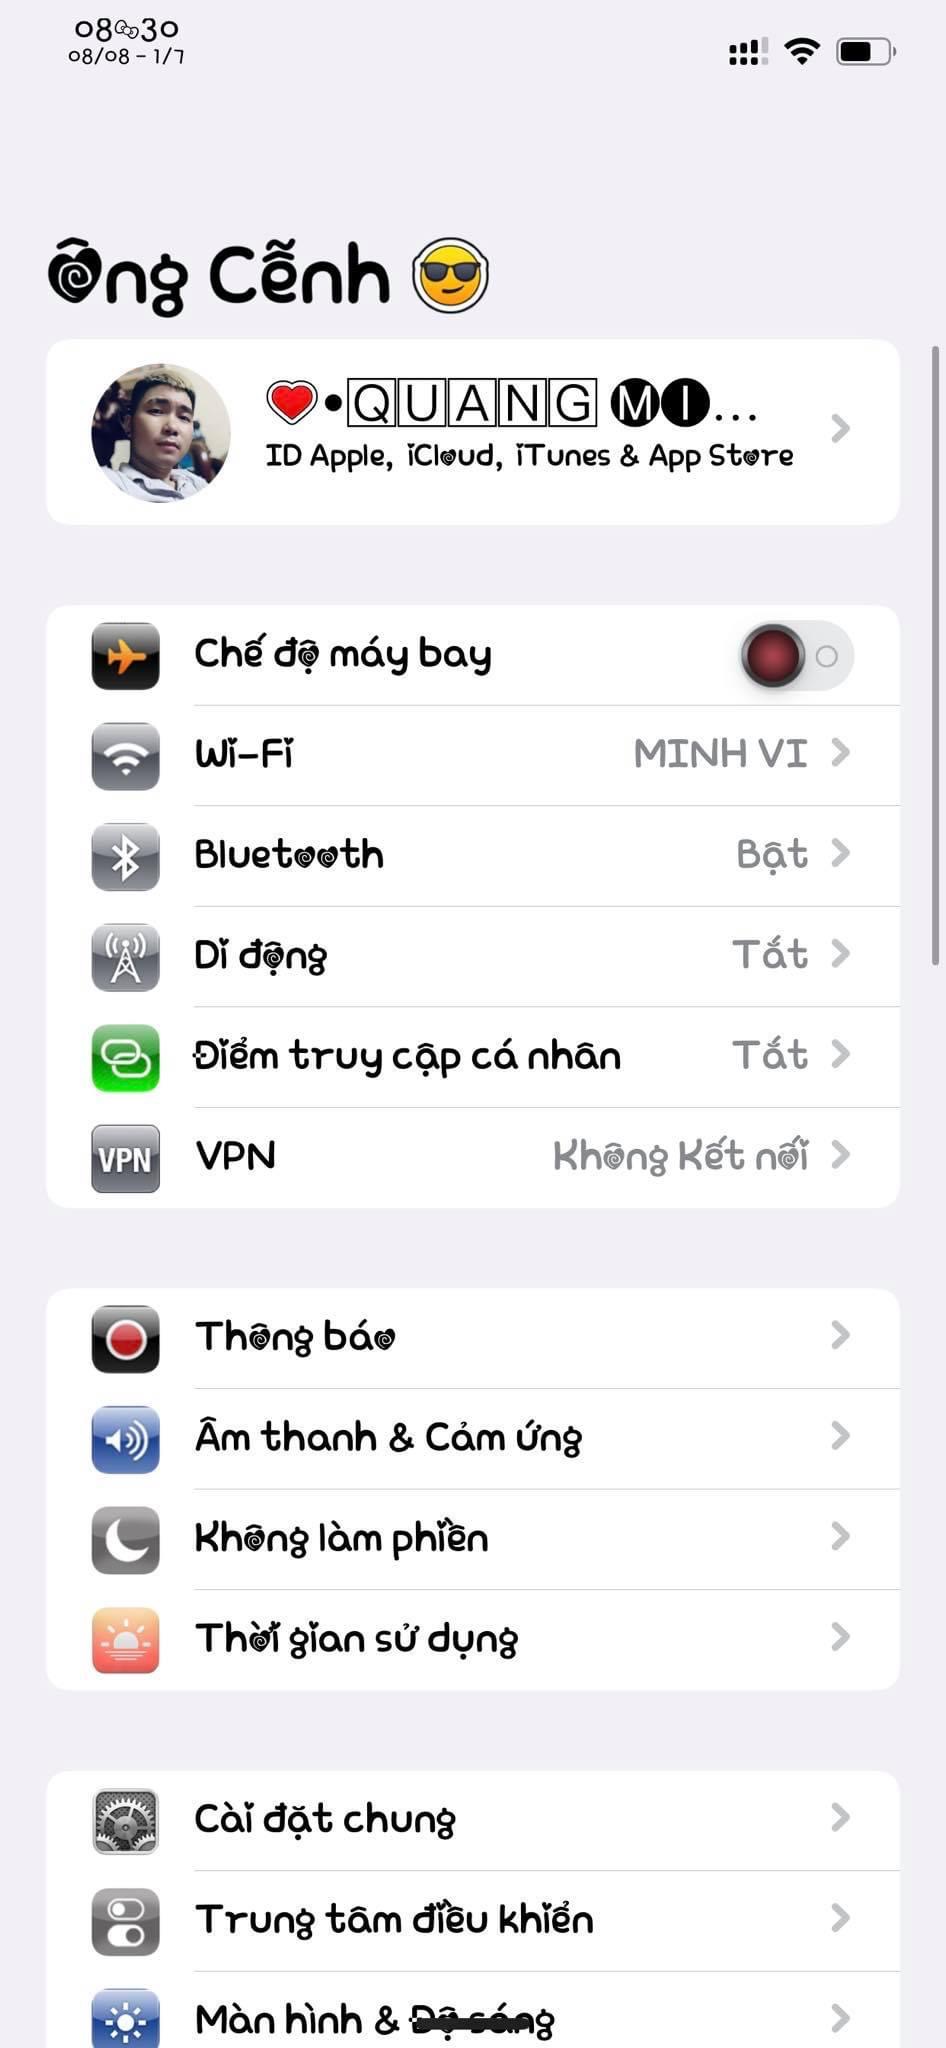 08 30
08/08 - 1/7
Ông Cễnh 😎
❤️•🅀🅄🄰🄽🄶 🅜🅘...
ID Apple, iCloud, iTunes & App Store
Chế độ máy bay
Wi-Fi MINH VI
Bluetooth Bật
Di động Tắt
Điểm truy cập cá nhân Tắt
VPN VPN Không Kết nối
Thông báo
Âm thanh & Cảm ứng
Không làm phiền
Thời gian sử dụng
Cài đặt chung
Trung tâm điều khiển
Màn hình & Độ sáng